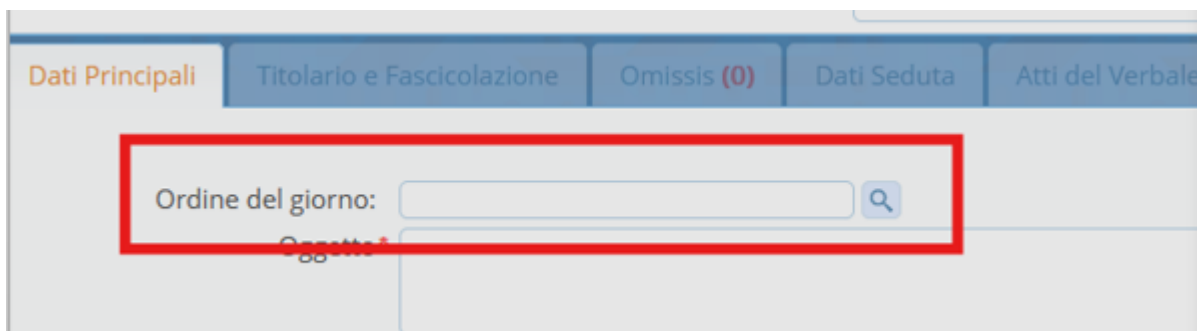 Dati Principali Titolario e Fascicolazione Omissis (0) Dati Seduta Atti del Verbale
Ordine del giorno:
Oggetto*